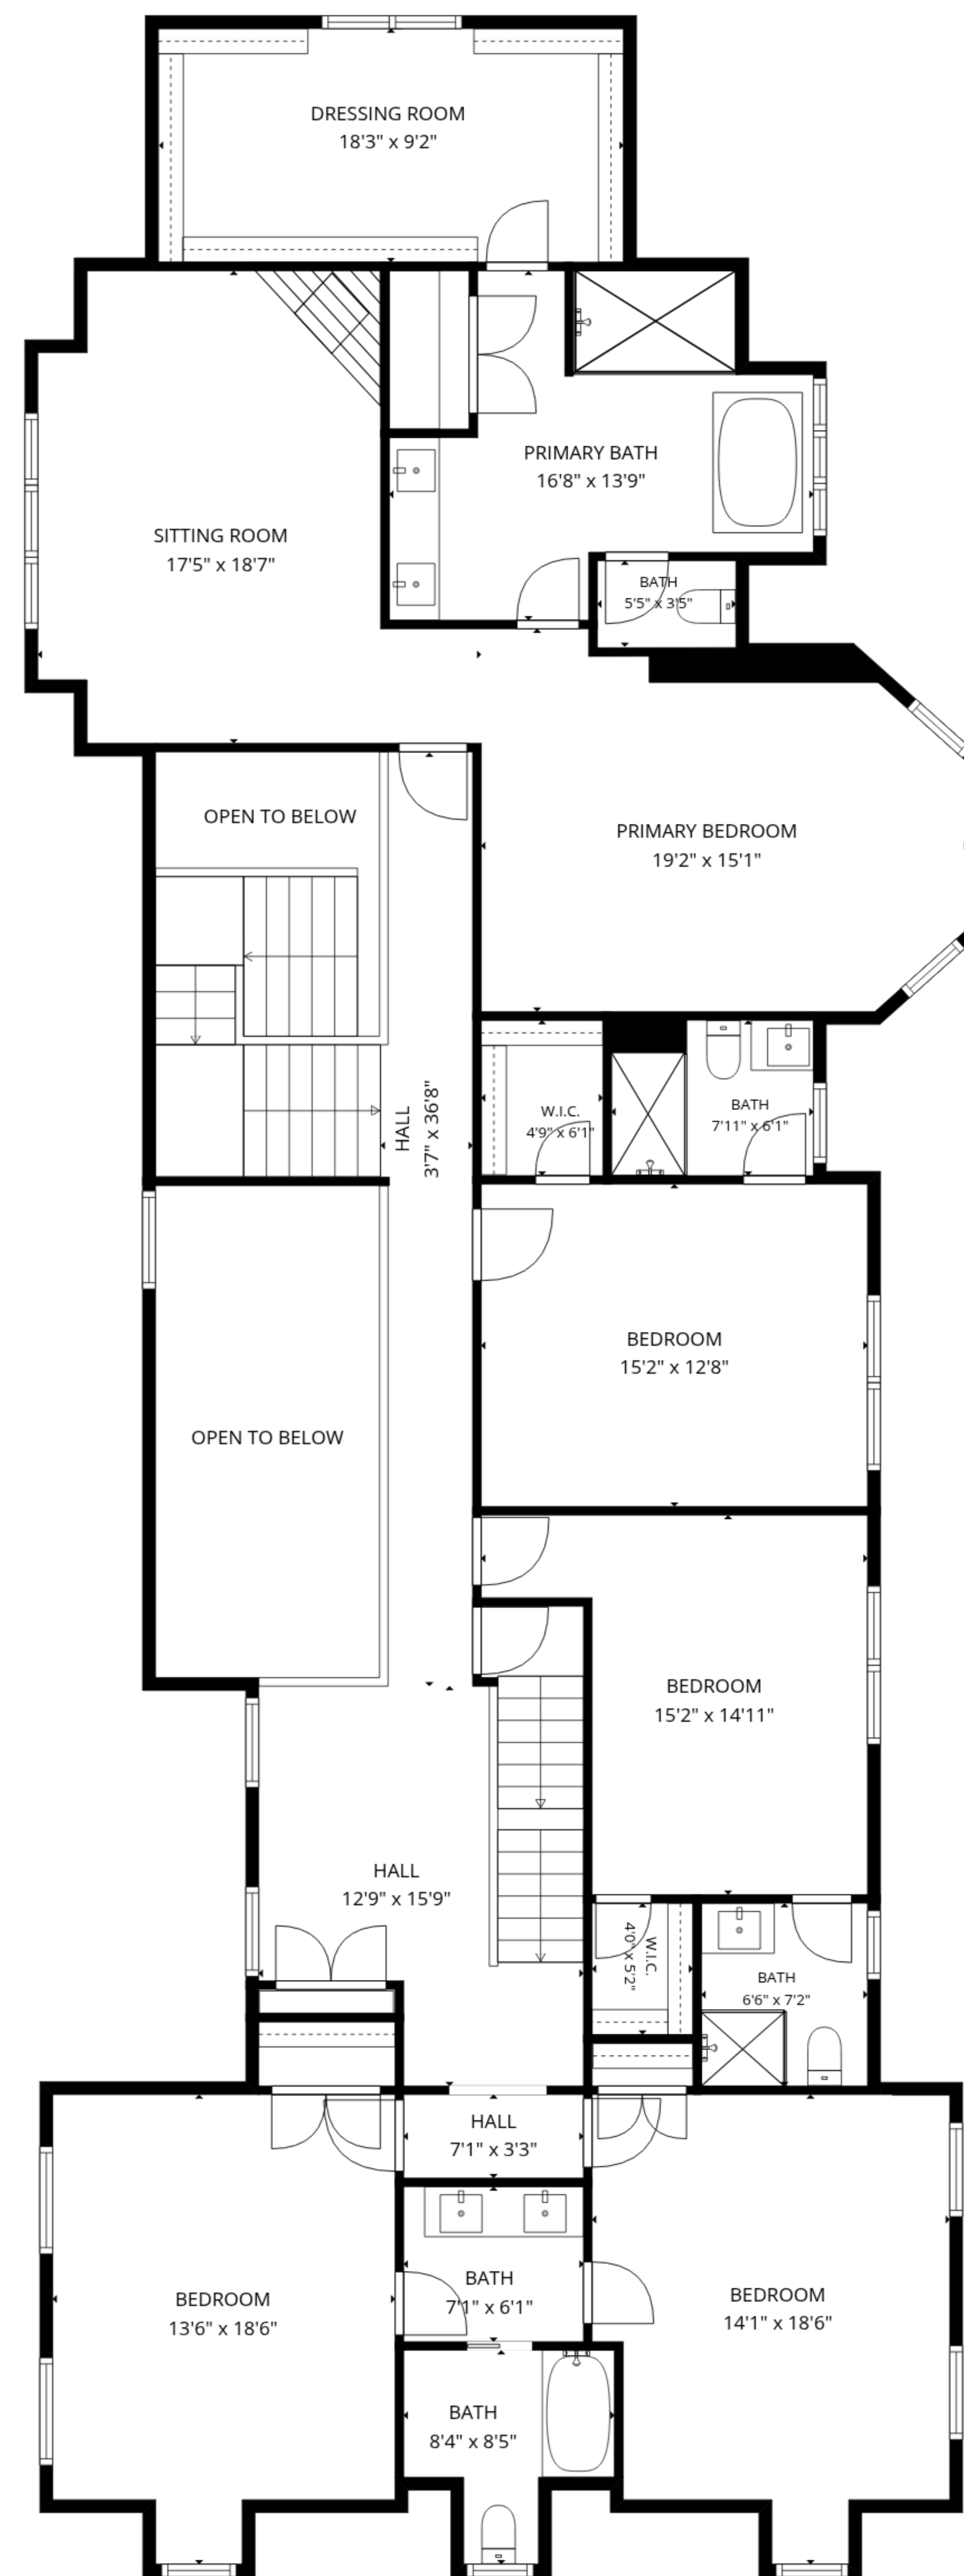 DRESSING ROOM
18'3" x 9'2"
PRIMARY BATH
16'8" x 13'9"
SITTING ROOM
17'5" x 18'7"
BATH
5'5" x 3'5"
OPEN TO BELOW
PRIMARY BEDROOM
19'2" x 15'1"
HALL
3'7" x 36'8"
W.I.C.
4'9" x 6'1"
BATH
7'11" x 6'1"
BEDROOM
15'2" x 12'8"
OPEN TO BELOW
BEDROOM
15'2" x 14'11"
HALL
12'9" x 15'9"
W.I.C.
4'0" x 5'2"
BATH
6'6" x 7'2"
HALL
7'1" x 3'3"
BATH
7'1" x 6'1"
BEDROOM
13'6" x 18'6"
BEDROOM
14'1" x 18'6"
BATH
8'4" x 8'5"